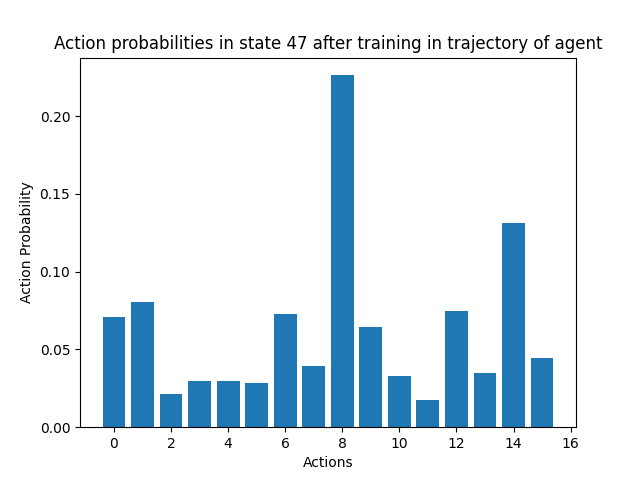 Action probabilities in state 47 after training in trajectory of agent
Action Probability
0.20
0.15
0.10
0.05
0.00
0 2 4 6 8 10 12 14 16
Actions